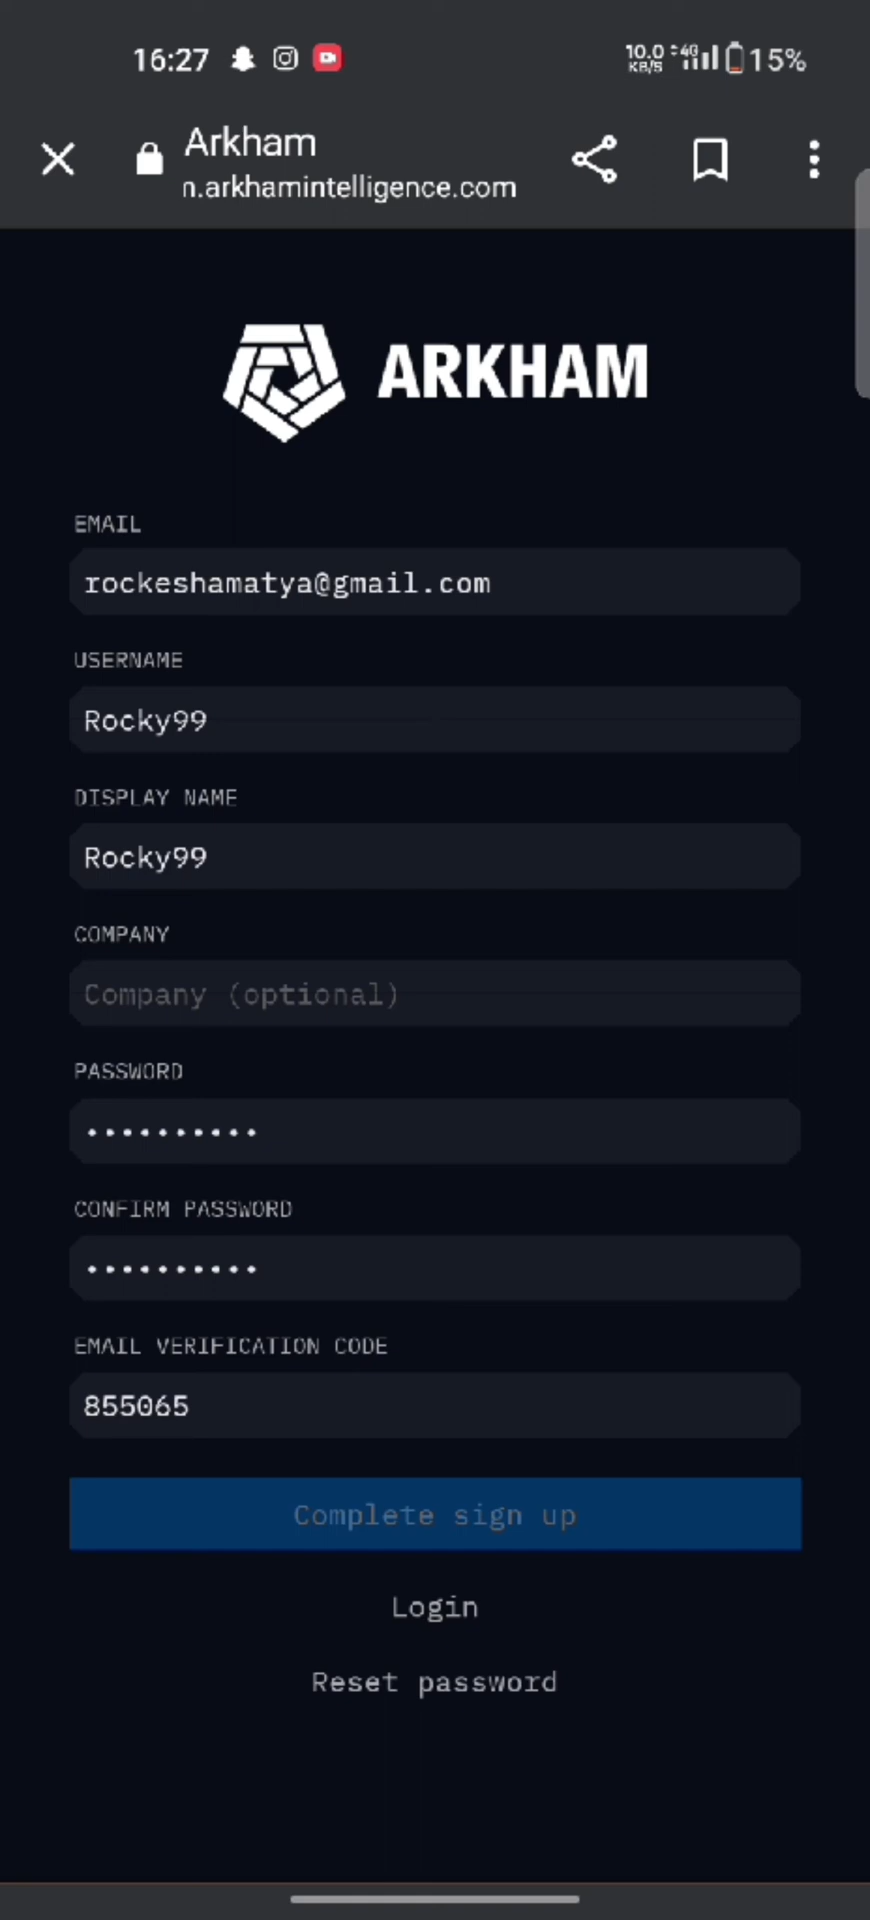 16:27 10.0 KB/S 4G 15%
Arkham
n.arkhamintelligence.com
ARKHAM
EMAIL
rockeshamatya@gmail.com
USERNAME
Rocky99
DISPLAY NAME
Rocky99
COMPANY
Company (optional)
PASSWORD
••••••••••
CONFIRM PASSWORD
••••••••••
EMAIL VERIFICATION CODE
855065
Complete sign up
Login
Reset password